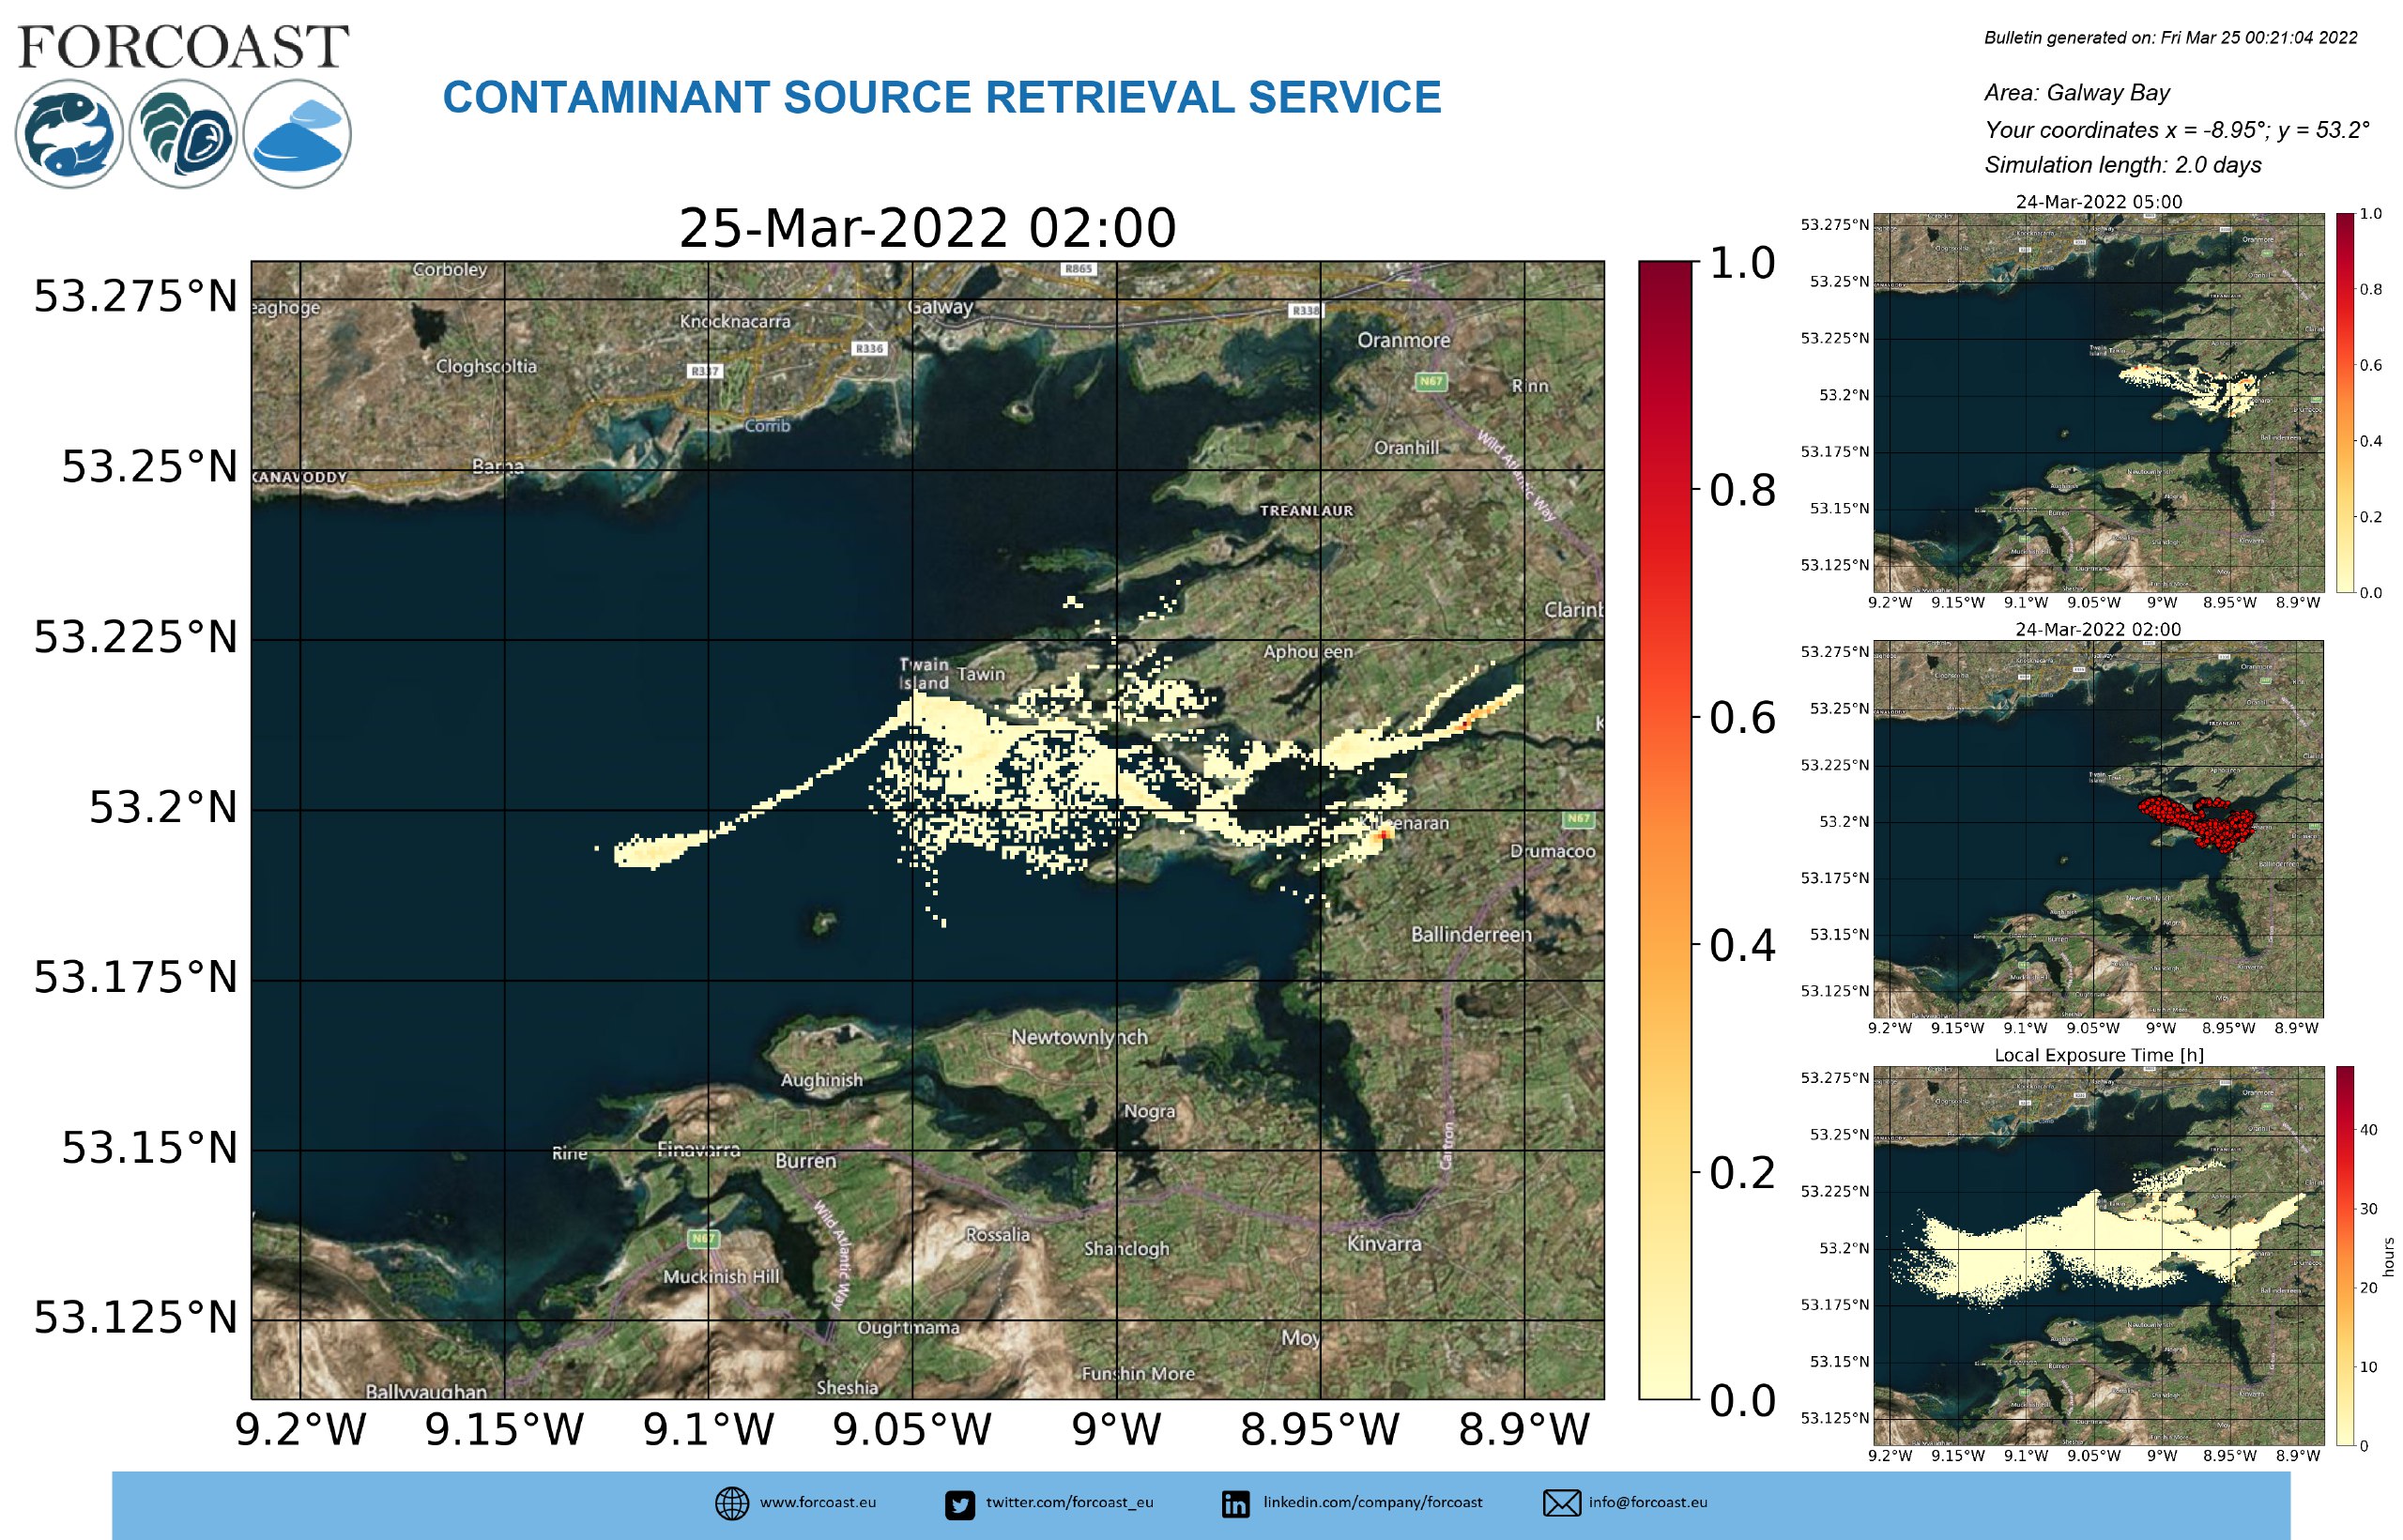 FORCOAST
CONTAMINANT SOURCE RETRIEVAL SERVICE
Bulletin generated on: Fri Mar 25 00:21:04 2022
Area: Galway Bay
Your coordinates x = -8.95°; y = 53.2°
Simulation length: 2.0 days
25-Mar-2022 02:00
53.275°N
53.25°N
53.225°N
53.2°N
53.175°N
53.15°N
53.125°N
9.2°W 9.15°W 9.1°W 9.05°W 9°W 8.95°W 8.9°W
Corboley
R865
eaghoge
Galway
R338
Knocknacarra
R336
Oranmore
Cloghscoltia
R337
N67
Rinn
Corrib
Oranhill
Wild Atlantic Way
Barna
KANAVODDY
TREANLAUR
Clarinb
Aphouleen
Twain
Island
Tawin
K
enaran
N67
Drumacoo
Ballinderreen
Newtownlynch
Aughinish
Nogra
Cartron
Rine
Finavarra
Burren
Wild Atlantic Way
N67
Rossalia
Shanclogh
Kinvarra
Muckinish Hill
Oughtmama
Moy
Funshin More
Ballyvaughan
Sheshia
1.0
0.8
0.6
0.4
0.2
0.0
24-Mar-2022 05:00
53.275°N
53.25°N
53.225°N
53.2°N
53.175°N
53.15°N
53.125°N
9.2°W 9.15°W 9.1°W 9.05°W 9°W 8.95°W 8.9°W
1.0
0.8
0.6
0.4
0.2
0.0
24-Mar-2022 02:00
53.275°N
53.25°N
53.225°N
53.2°N
53.175°N
53.15°N
53.125°N
9.2°W 9.15°W 9.1°W 9.05°W 9°W 8.95°W 8.9°W
Local Exposure Time [h]
53.275°N
53.25°N
53.225°N
53.2°N
53.175°N
53.15°N
53.125°N
9.2°W 9.15°W 9.1°W 9.05°W 9°W 8.95°W 8.9°W
40
30
20
10
0
hours
www.forcoast.eu twitter.com/forcoast_eu linkedin.com/company/forcoast info@forcoast.eu